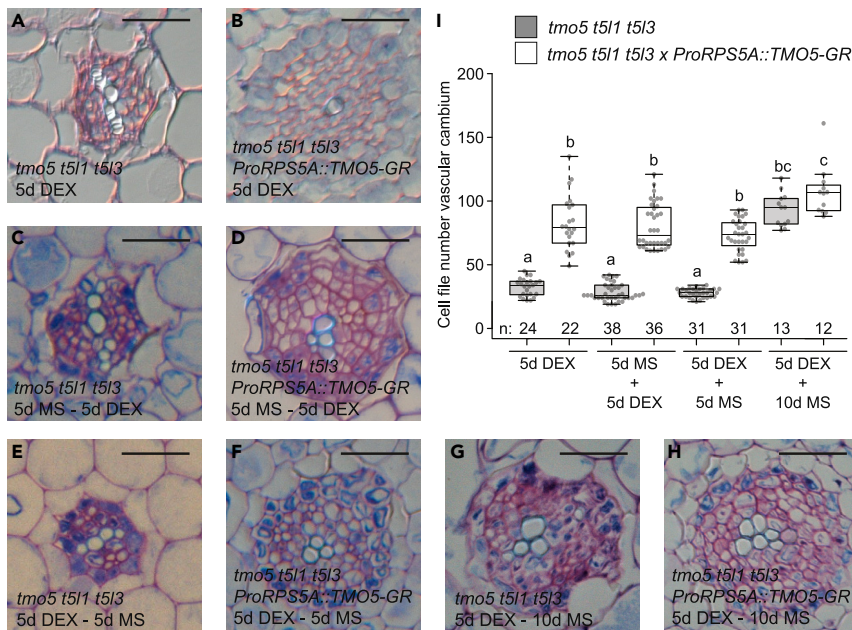 A
tmo5 t5l1 t5l3
5d DEX
B
tmo5 t5l1 t5l3
ProRPS5A::TMO5-GR
5d DEX
C
tmo5 t5l1 t5l3
5d MS - 5d DEX
D
tmo5 t5l1 t5l3
ProRPS5A::TMO5-GR
5d MS - 5d DEX
E
tmo5 t5l1 t5l3
5d DEX - 5d MS
F
tmo5 t5l1 t5l3
ProRPS5A::TMO5-GR
5d DEX - 5d MS
G
tmo5 t5l1 t5l3
5d DEX - 10d MS
H
tmo5 t5l1 t5l3
ProRPS5A::TMO5-GR
5d DEX - 10d MS
I
tmo5 t5l1 t5l3
tmo5 t5l1 t5l3 x ProRPS5A::TMO5-GR
Cell file number vascular cambium
200
150
100
50
0
a b a b a b bc c
n: 24 22 38 36 31 31 13 12
5d DEX 5d MS 5d DEX 5d DEX
+ + +
5d DEX 5d MS 10d MS